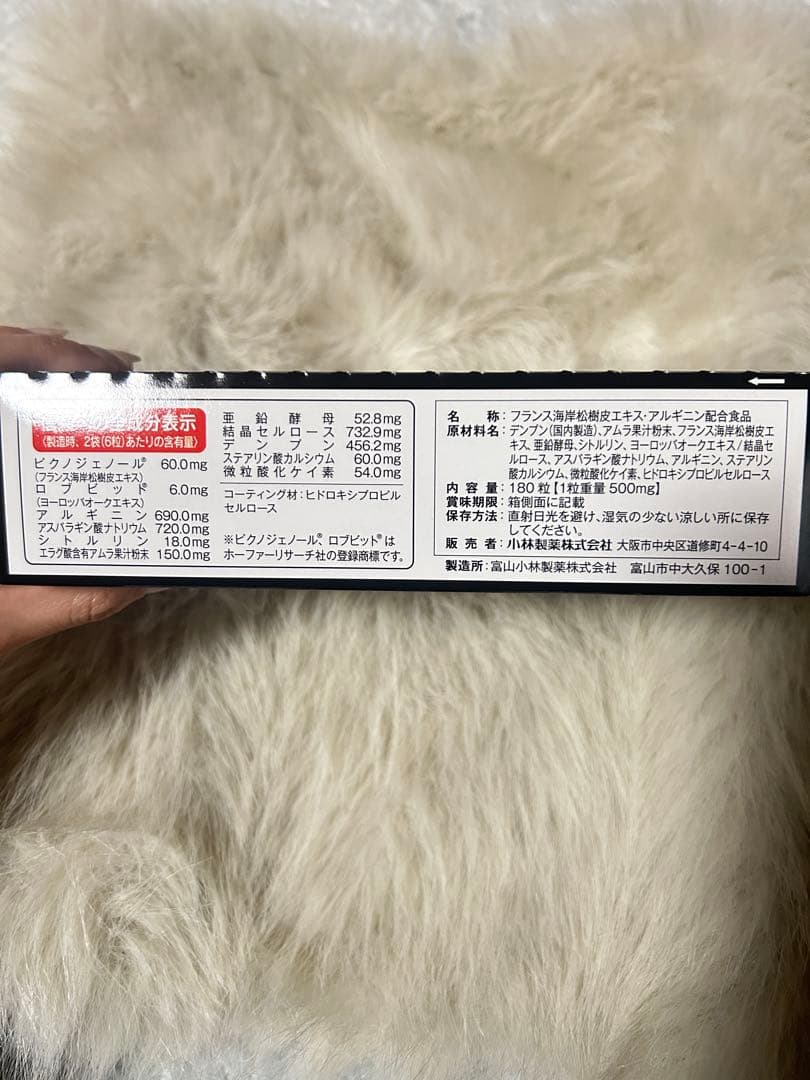 成分表示
〈製造時、2袋(6粒)あたりの含有量〉
ピクノジェノール® 60.0mg
(フランス海岸松樹皮エキス)
ロブビット® 6.0mg
(ヨーロッパオークエキス)
アルギニン 690.0mg
アスパラギン酸ナトリウム 720.0mg
シトルリン 18.0mg
エラグ酸含有アムラ果汁粉末 150.0mg
亜鉛酵母 52.8mg
結晶セルロース 732.9mg
デンプン 456.2mg
ステアリン酸カルシウム 60.0mg
微粒酸化ケイ素 54.0mg
コーティング材：ヒドロキシプロピル
セルロース
※ピクノジェノール® ロブビット®は
ホーファーリサーチ社の登録商標です。
名称：フランス海岸松樹皮エキス・アルギニン配合食品
原材料名：デンプン(国内製造)、アムラ果汁粉末、フランス海岸松樹皮エ
キス、亜鉛酵母、シトルリン、ヨーロッパオークエキス/結晶セ
ルロース、アスパラギン酸ナトリウム、アルギニン、ステアリン
酸カルシウム、微粒酸化ケイ素、ヒドロキシプロピルセルロース
内容量：180粒【1粒重量 500mg】
賞味期限：箱側面に記載
保存方法：直射日光を避け、湿気の少ない涼しい所に保存
してください。
販売者：小林製薬株式会社 大阪市中央区道修町4-4-10
製造所：富山小林製薬株式会社 富山市中大久保100-1